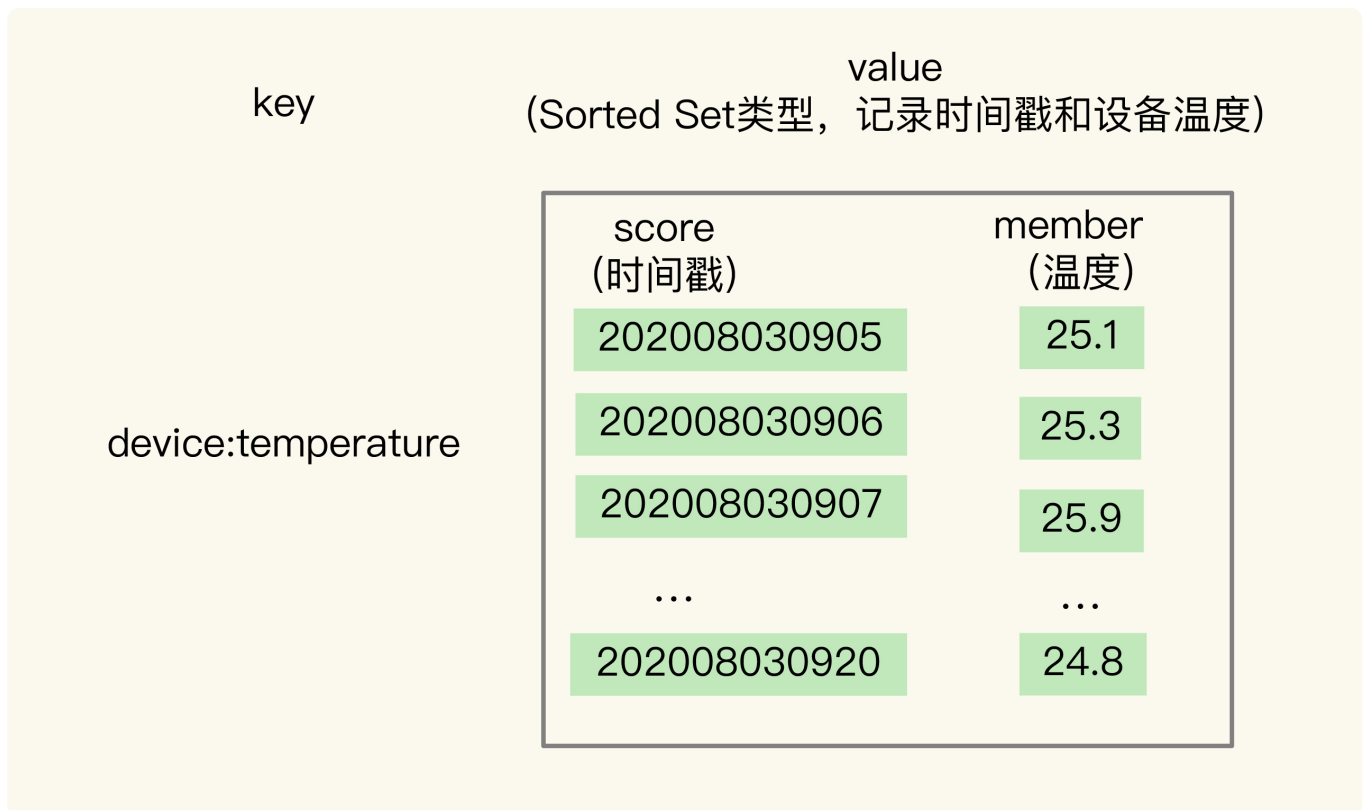 key
value
(Sorted Set类型，记录时间戳和设备温度)
score
(时间戳)
member
(温度)
202008030905
25.1
202008030906
25.3
device:temperature
202008030907
25.9
...
...
202008030920
24.8